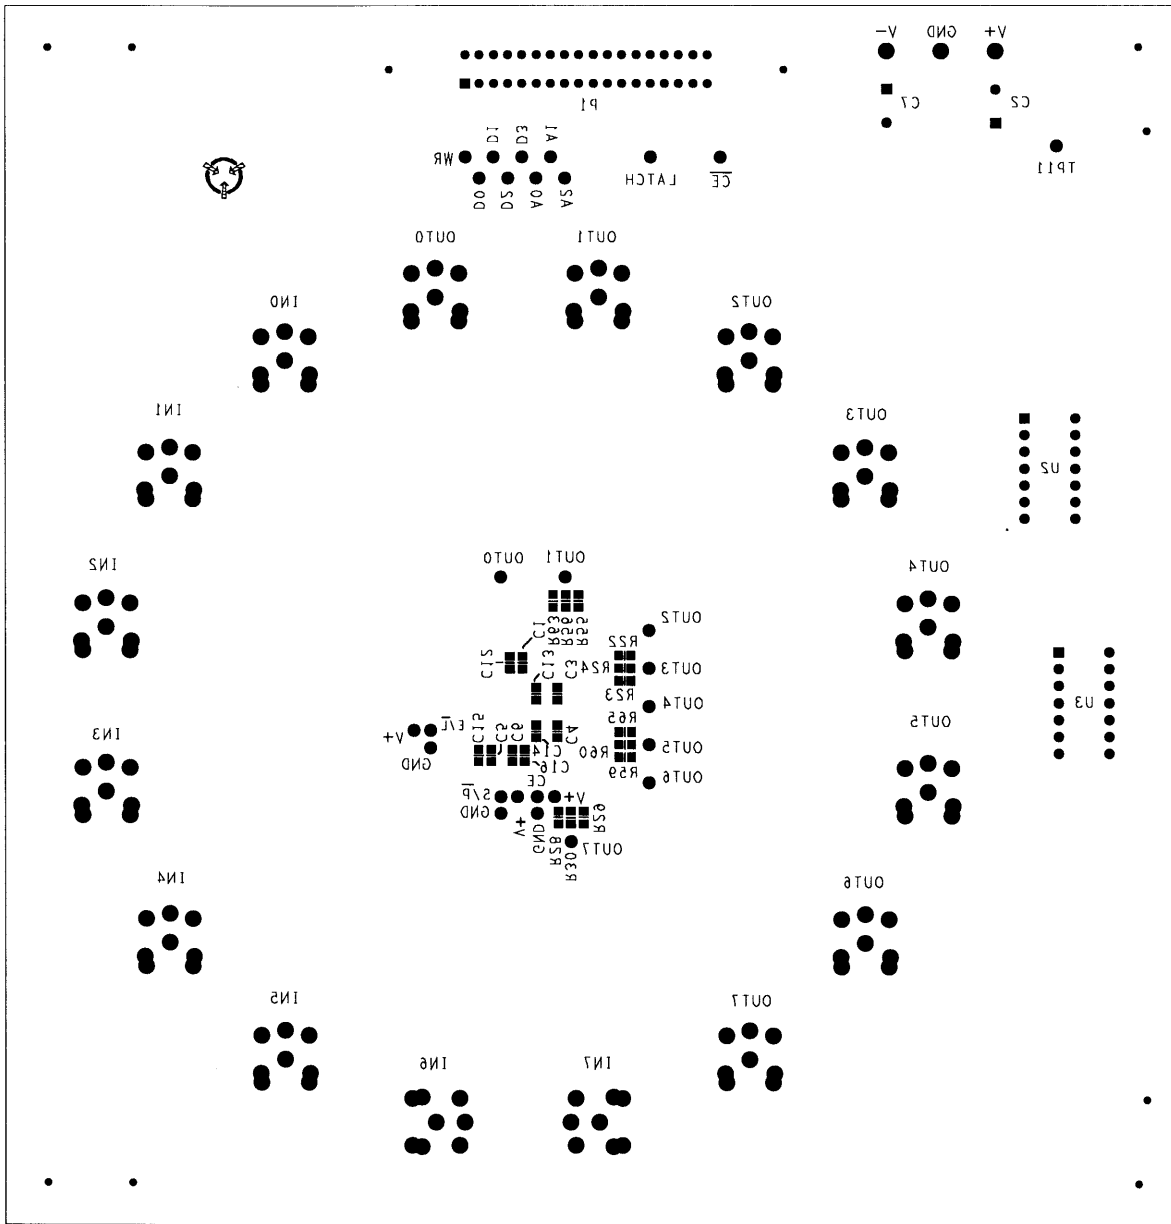 V- GND V+
P1
C7 C2
WR D1 D3 A1
D0 D2 A0 A2
LATCH CE
TP11
OUT0 OUT1
IN0 OUT2
IN1 OUT3
U2
OUT0 OUT1
IN2 OUT4
OUT2
C1 R63 R56 R55
R22
C12 C13 C3 R24 OUT3
R23
OUT4
U3
R65
IN3 V+ E/L C15 C5 C6 C14 C4 R60 OUT5 OUT5
GND C16 R59
CE OUT6
S/P V+
GND V+ GND R28 R30 R29
OUT7
IN4 OUT6
IN5 OUT7
IN6 IN7